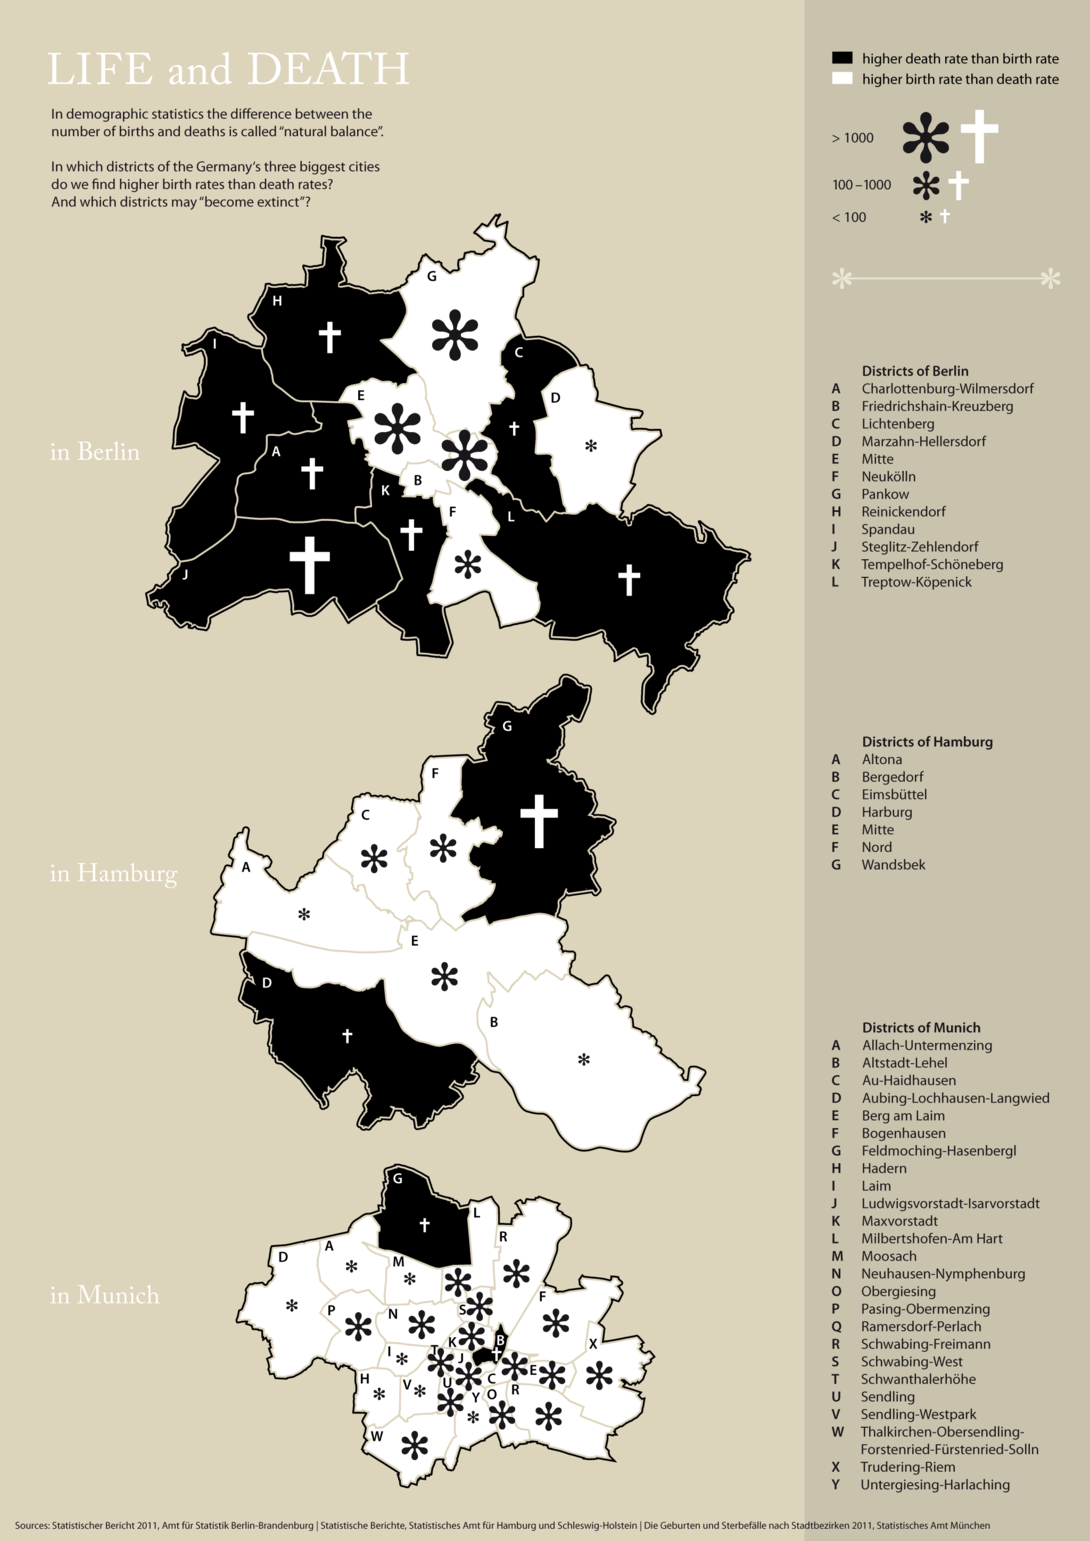 LIFE and DEATH
In demographic statistics the difference between the
number of births and deaths is called “natural balance”.
In which districts of the Germany‘s three biggest cities
do we find higher birth rates than death rates?
And which districts may “become extinct”?
higher death rate than birth rate
higher birth rate than death rate
> 1000
100 – 1000
< 100
in Berlin
G
H
I
C
E
D
A
K
B
F
L
J
Districts of Berlin
A Charlottenburg-Wilmersdorf
B Friedrichshain-Kreuzberg
C Lichtenberg
D Marzahn-Hellersdorf
E Mitte
F Neukölln
G Pankow
H Reinickendorf
I Spandau
J Steglitz-Zehlendorf
K Tempelhof-Schöneberg
L Treptow-Köpenick
in Hamburg
G
F
C
A
E
D
B
Districts of Hamburg
A Altona
B Bergedorf
C Eimsbüttel
D Harburg
E Mitte
F Nord
G Wandsbek
in Munich
G
L
R
A
D
M
F
P
N
S
K
B
X
I
T
J
E
H
V
U
C
R
Y
O
W
Districts of Munich
A Allach-Untermenzing
B Altstadt-Lehel
C Au-Haidhausen
D Aubing-Lochhausen-Langwied
E Berg am Laim
F Bogenhausen
G Feldmoching-Hasenbergl
H Hadern
I Laim
J Ludwigsvorstadt-Isarvorstadt
K Maxvorstadt
L Milbertshofen-Am Hart
M Moosach
N Neuhausen-Nymphenburg
O Obergiesing
P Pasing-Obermenzing
Q Ramersdorf-Perlach
R Schwabing-Freimann
S Schwabing-West
T Schwanthalerhöhe
U Sendling
V Sendling-Westpark
W Thalkirchen-Obersendling-
Forstenried-Fürstenried-Solln
X Trudering-Riem
Y Untergiesing-Harlaching
Sources: Statistischer Bericht 2011, Amt für Statistik Berlin-Brandenburg | Statistische Berichte, Statistisches Amt für Hamburg und Schleswig-Holstein | Die Geburten und Sterbefälle nach Stadtbezirken 2011, Statistisches Amt München